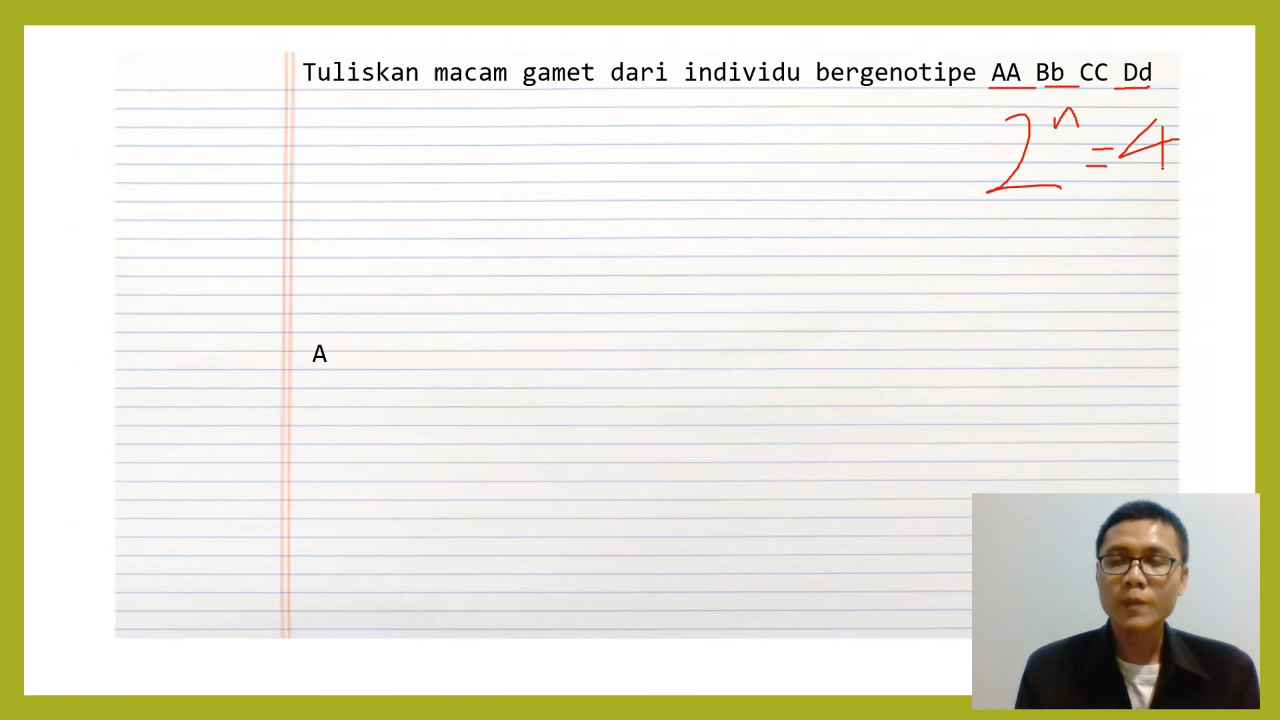 Tuliskan macam gamet dari individu bergenotipe AA Bb CC Dd
2ⁿ = 4
A